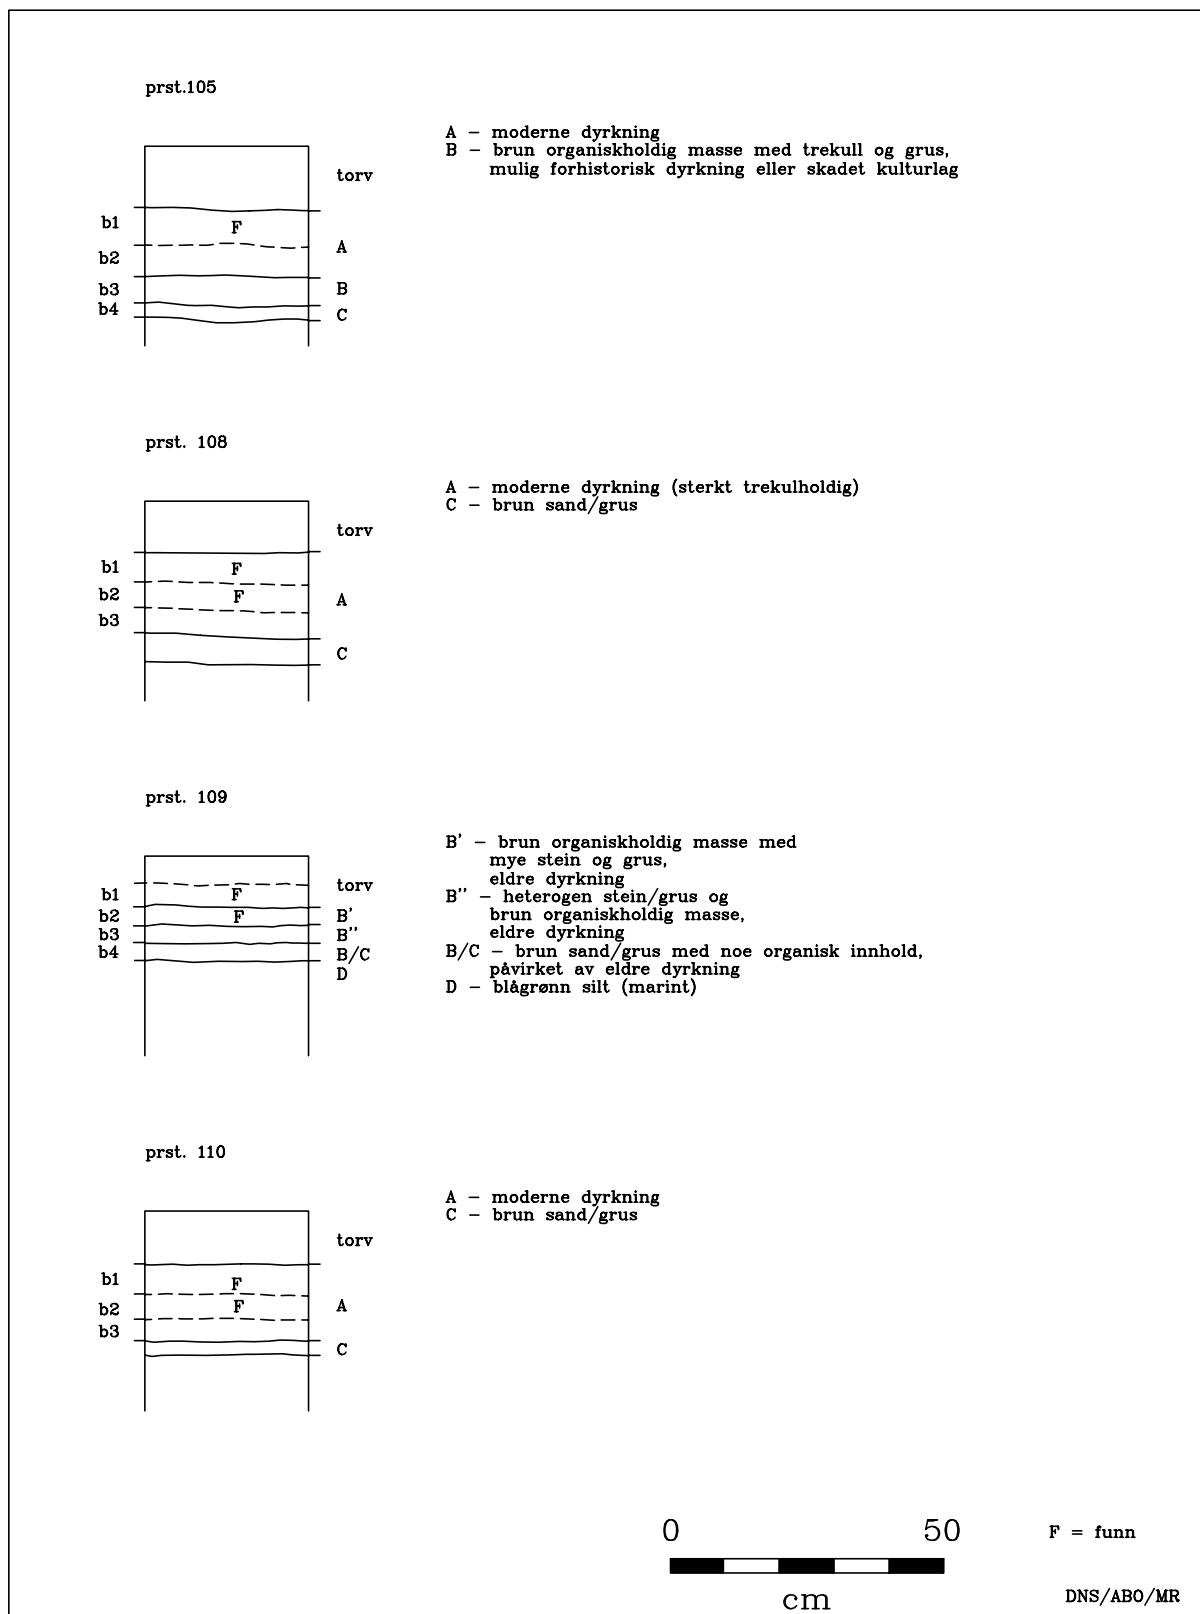 prst.105
A – moderne dyrkning
B – brun organiskholdig masse med trekull og grus,
mulig forhistorisk dyrkning eller skadet kulturlag
torv
b1
F
A
b2
b3
B
b4
C
prst. 108
A – moderne dyrkning (sterkt trekulholdig)
C – brun sand/grus
torv
b1
F
b2
F
A
b3
C
prst. 109
B' – brun organiskholdig masse med
mye stein og grus,
eldre dyrkning
B'' – heterogen stein/grus og
brun organiskholdig masse,
eldre dyrkning
B/C – brun sand/grus med noe organisk innhold,
påvirket av eldre dyrkning
D – blågrønn silt (marint)
torv
b1
F
b2
F
B'
b3
B''
b4
B/C
D
prst. 110
A – moderne dyrkning
C – brun sand/grus
torv
b1
F
b2
F
A
b3
C
0 50
cm
F = funn
DNS/ABO/MR